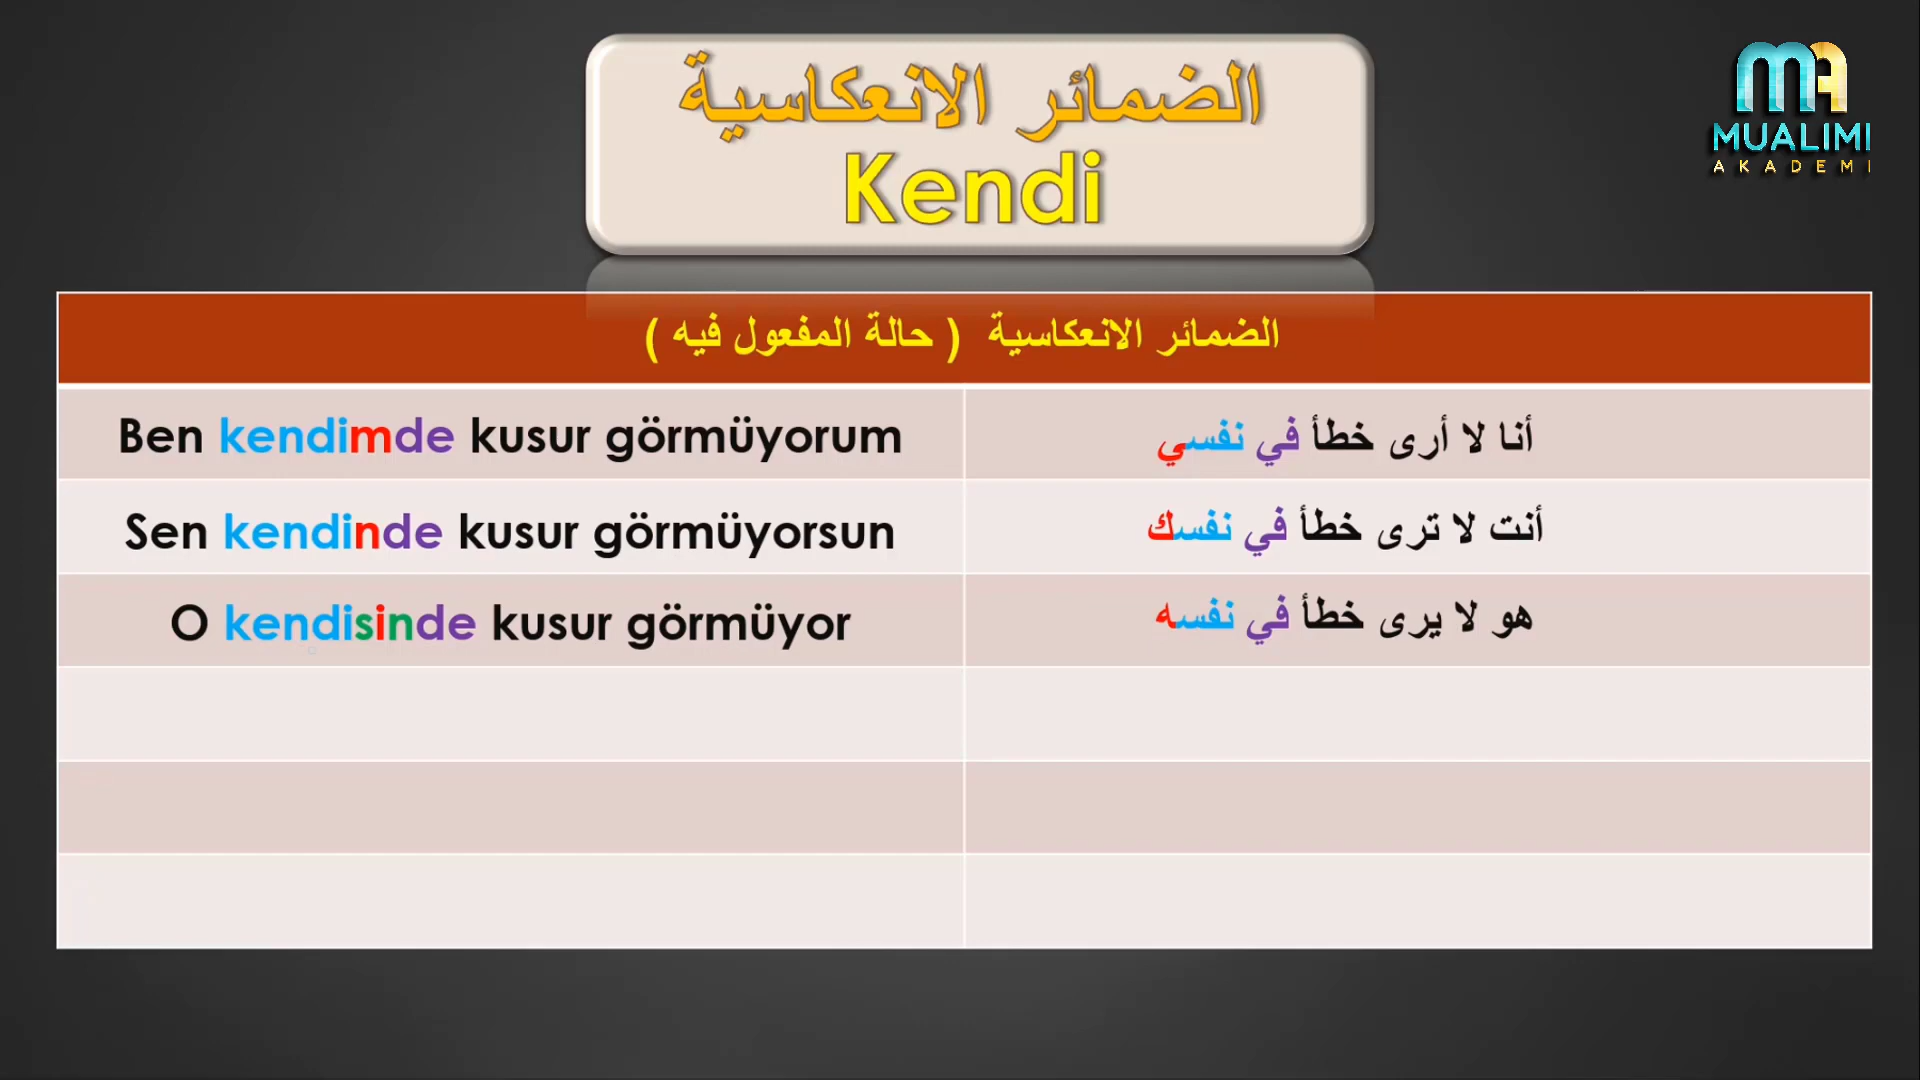 الضمائر الانعكاسية
Kendi
MA
MUALIMI
AKADEMI
الضمائر الانعكاسية ( حالة المفعول فيه )
Ben kendimde kusur görmüyorum
أنا لا أرى خطأ في نفسي
Sen kendinde kusur görmüyorsun
أنت لا ترى خطأ في نفسك
O kendisinde kusur görmüyor
هو لا يرى خطأ في نفسه